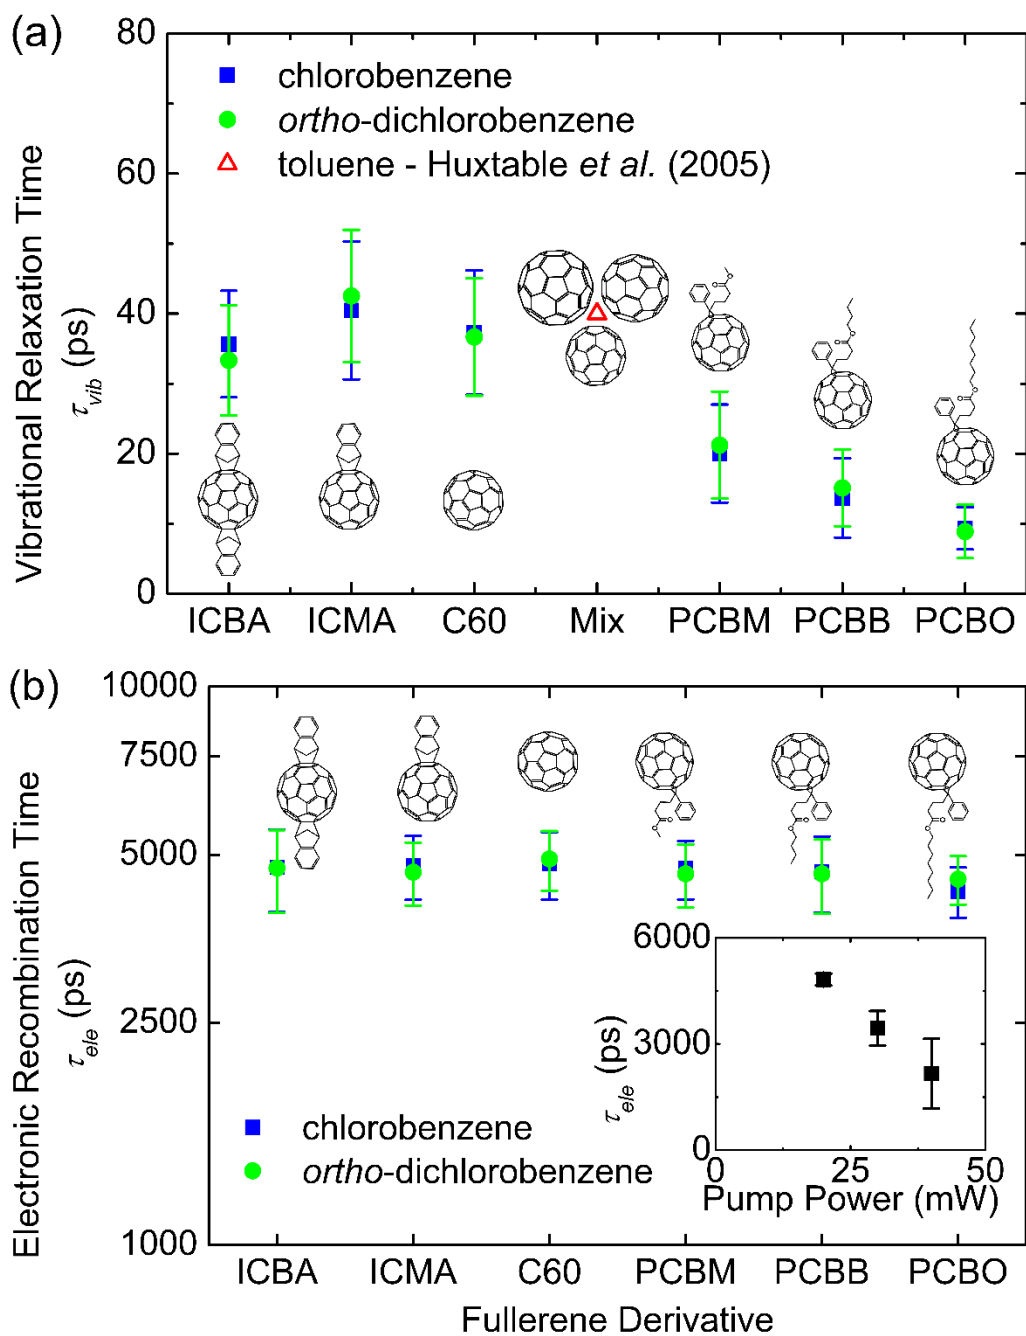 (a)
80
60
40
20
0
Vibrational Relaxation Time
τvib (ps)
chlorobenzene
ortho-dichlorobenzene
toluene - Huxtable et al. (2005)
ICBA ICMA C60 Mix PCBM PCBB PCBO
(b)
10000
7500
5000
2500
1000
Electronic Recombination Time
τele (ps)
chlorobenzene
ortho-dichlorobenzene
6000
3000
0
τele (ps)
0 25 50
Pump Power (mW)
ICBA ICMA C60 PCBM PCBB PCBO
Fullerene Derivative